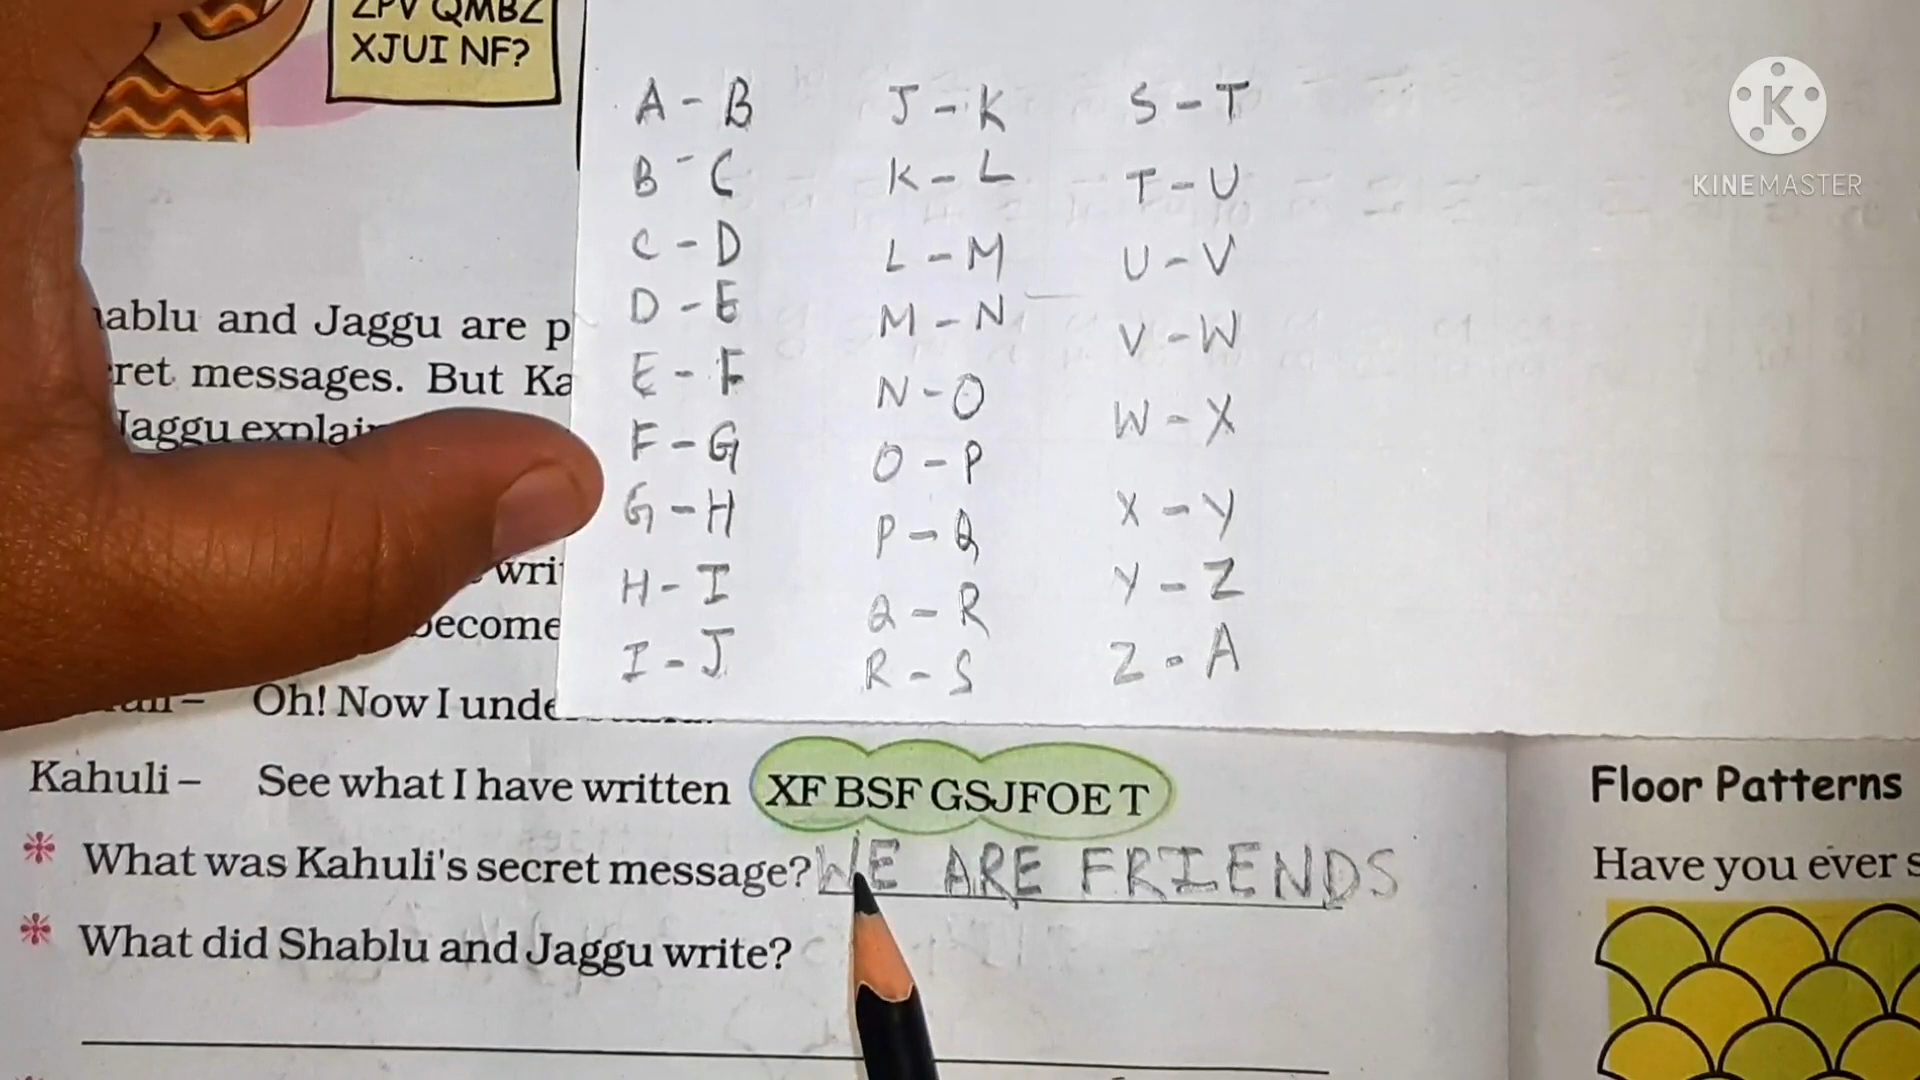 ZPV QMBZ
XJUI NF?
A - B
B - C
C - D
D - E
E - F
F - G
G - H
H - I
I - J
J - K
K - L
L - M
M - N
N - O
O - P
P - Q
Q - R
R - S
S - T
T - U
U - V
V - W
W - X
X - Y
Y - Z
Z - A
KINEMASTER
ablu and Jaggu are p
ret messages. But Ka
Jaggu explai
wri
become
Oh! Now I unde
Kahuli – See what I have written XF BSF GSJFOET
What was Kahuli's secret message? WE ARE FRIENDS
What did Shablu and Jaggu write?
Floor Patterns
Have you ever s